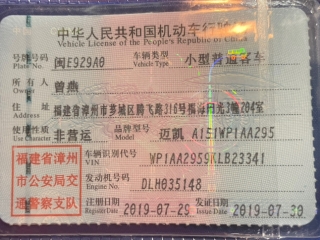 中华人民共和国机动车行驶证
Vehicle License of the People's Republic of China
号牌号码 闽E929A0 车辆类型 小型普通客车
Plate No. Vehicle Type
所有人 曾燕
Owner
住址 福建省漳州市芗城区腾飞路316号福海阳光3幢204室
Address
使用性质 非营运 品牌型号 迈凯 A151WP1AA295
Use Character Model
福建省漳州 车辆识别代号 WP1AA2959KLB23341
VIN
市公安局交 发动机号码 DLH035148
Engine No.
通警察支队 注册日期 2019-07-29 发证日期 2019-07-30
Register Date Issue Date